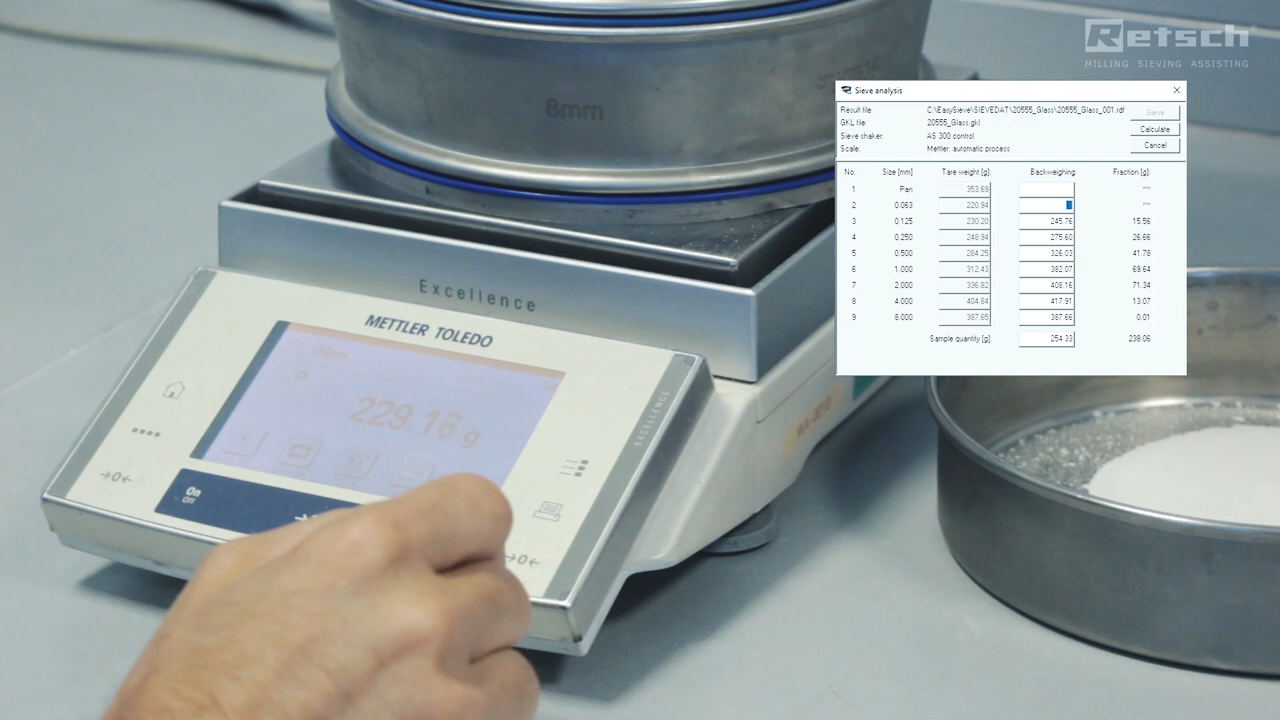 Retsch®
MILLING SIEVING ASSISTING
8mm
Sieve analysis
Result file: C:\EasySieve\SIEVEDAT\20555_Glass\20555_Glass_001.rdf Sieve
GKL file: 20555_Glass.gkl
Calculate
Sieve shaker: AS 300 control
Cancel
Scale: Mettler: automatic process
No. Size [mm] Tare weight [g] Backweighing Fraction [g]
1 Pan 353.69 ***
2 0.063 220.94 ***
3 0.125 230.20 245.76 15.56
4 0.250 248.94 275.60 26.66
5 0.500 284.25 326.03 41.78
6 1.000 312.43 382.07 69.64
7 2.000 336.82 408.16 71.34
8 4.000 404.84 417.91 13.07
9 8.000 387.65 387.66 0.01
Sample quantity [g] 254.33 238.06
Excellence
METTLER TOLEDO
EXCELLENCE
229.16 g
→0←
On
Off
→0←